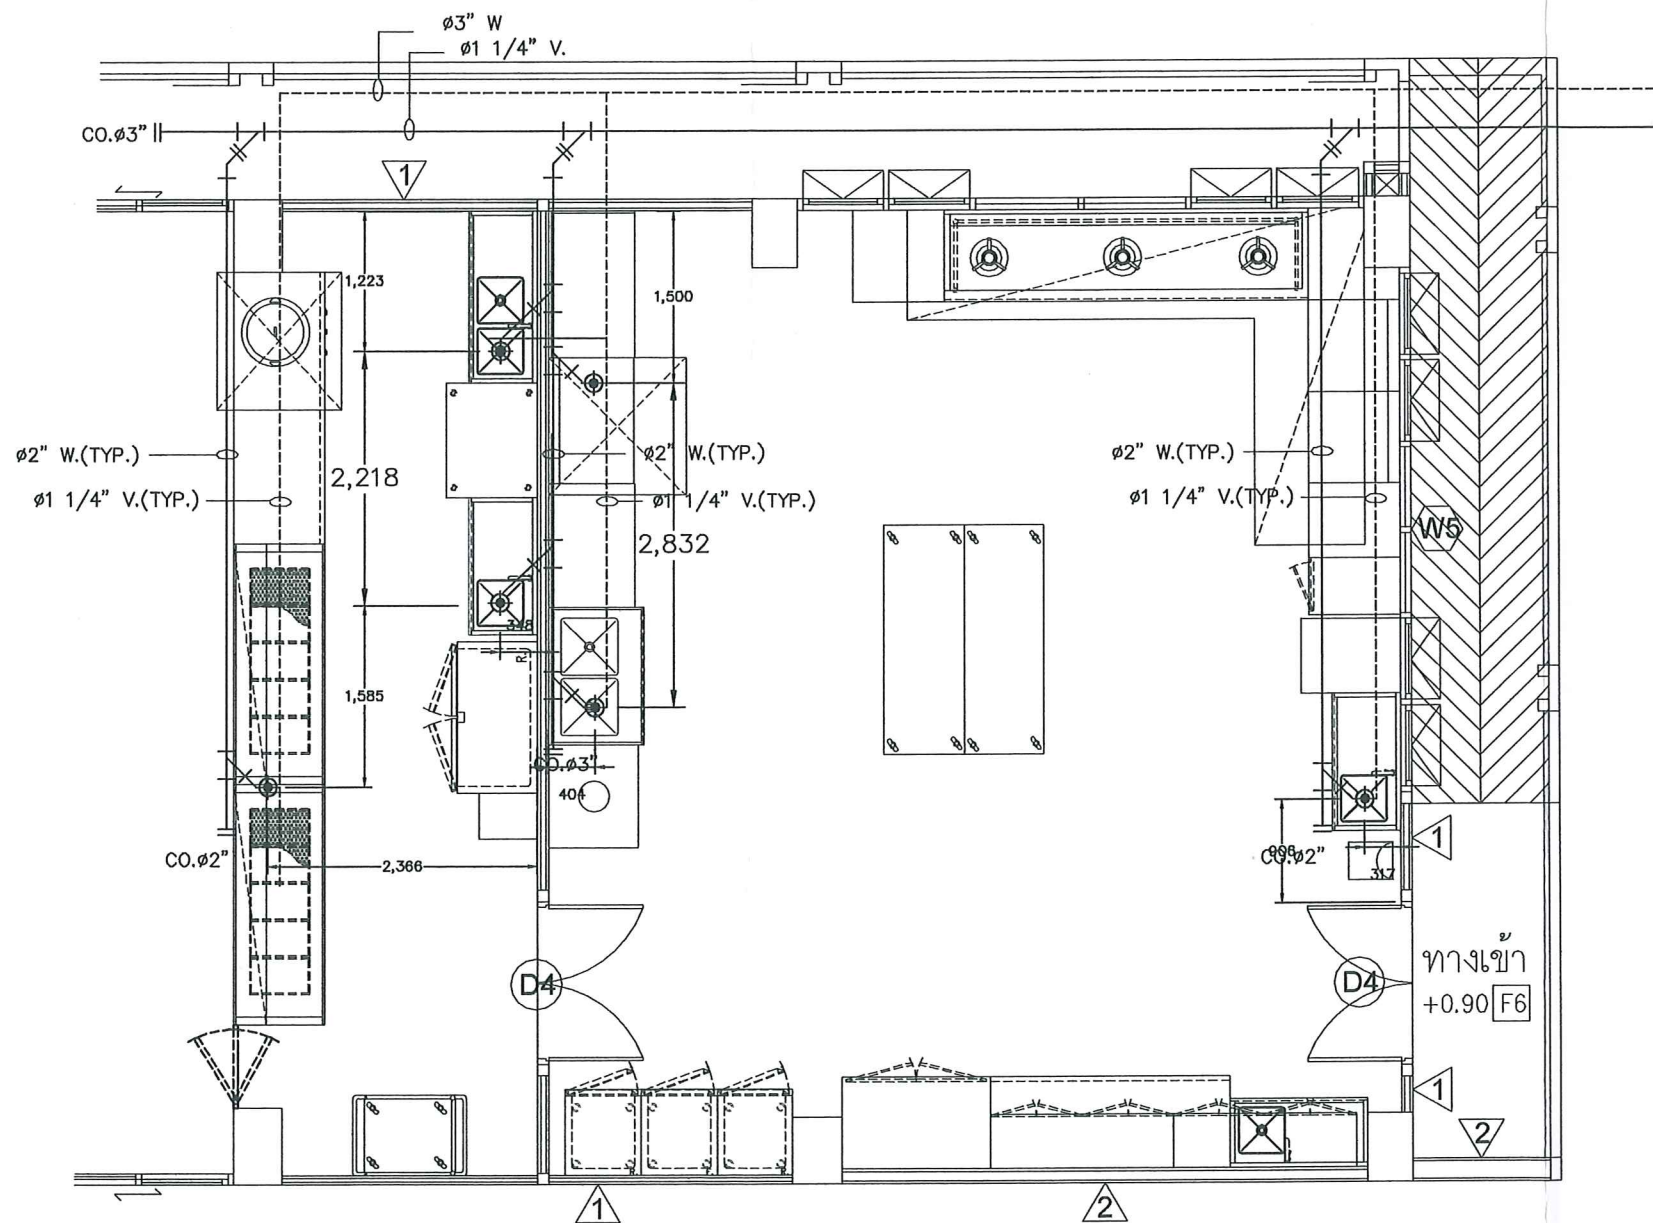 ø3" W
ø1 1/4" V.
CO.ø3"
1
1,223
1,500
ø2" W.(TYP.)
2,218
ø2" W.(TYP.)
ø2" W.(TYP.)
ø1 1/4" V.(TYP.)
ø1 1/4" V.(TYP.)
ø1 1/4" V.(TYP.)
W5
2,832
348
R.
1,585
CO.ø3"
404
1
CO.ø2"
2,366
CO.ø2"
317
D4
D4
ทางเข้า
+0.90 F6
1
2
1
2